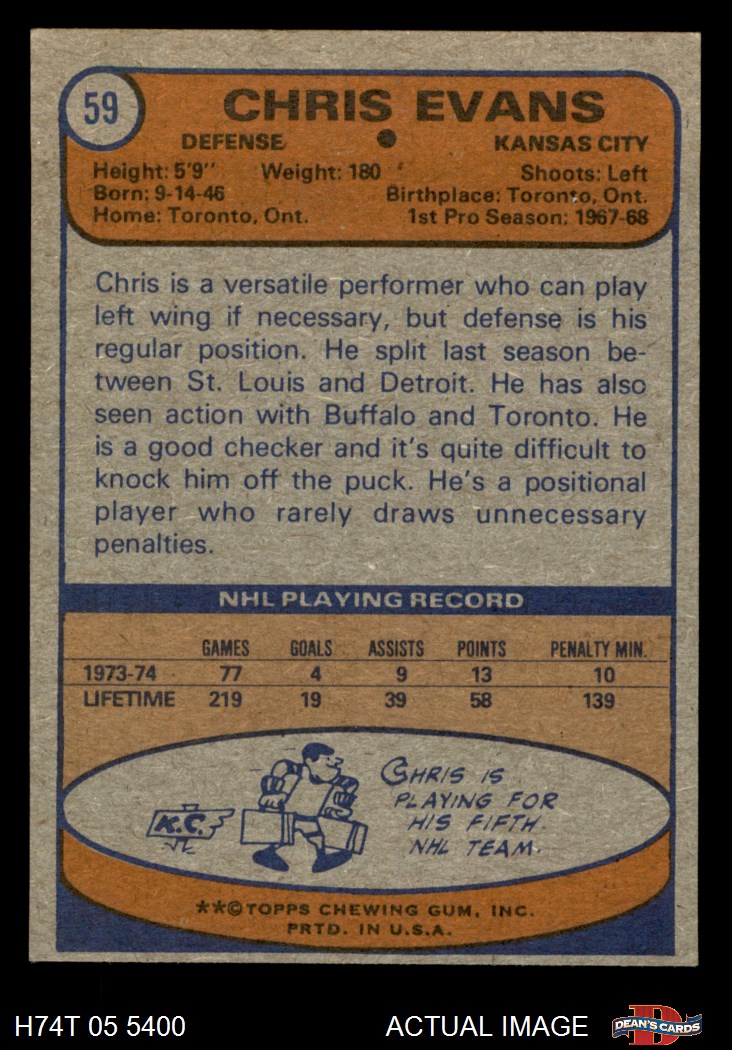 59
CHRIS EVANS
DEFENSE ● KANSAS CITY
Height: 5'9" Weight: 180 Shoots: Left
Born: 9-14-46 Birthplace: Toronto, Ont.
Home: Toronto, Ont. 1st Pro Season: 1967-68
Chris is a versatile performer who can play
left wing if necessary, but defense is his
regular position. He split last season be-
tween St. Louis and Detroit. He has also
seen action with Buffalo and Toronto. He
is a good checker and it's quite difficult to
knock him off the puck. He's a positional
player who rarely draws unnecessary
penalties.
NHL PLAYING RECORD
GAMES GOALS ASSISTS POINTS PENALTY MIN.
1973-74 77 4 9 13 10
LIFETIME 219 19 39 58 139
K.C.
CHRIS IS
PLAYING FOR
HIS FIFTH
NHL TEAM.
**©TOPPS CHEWING GUM, INC.
PRTD. IN U.S.A.
H74T 05 5400 ACTUAL IMAGE
D
DEAN'S CARDS